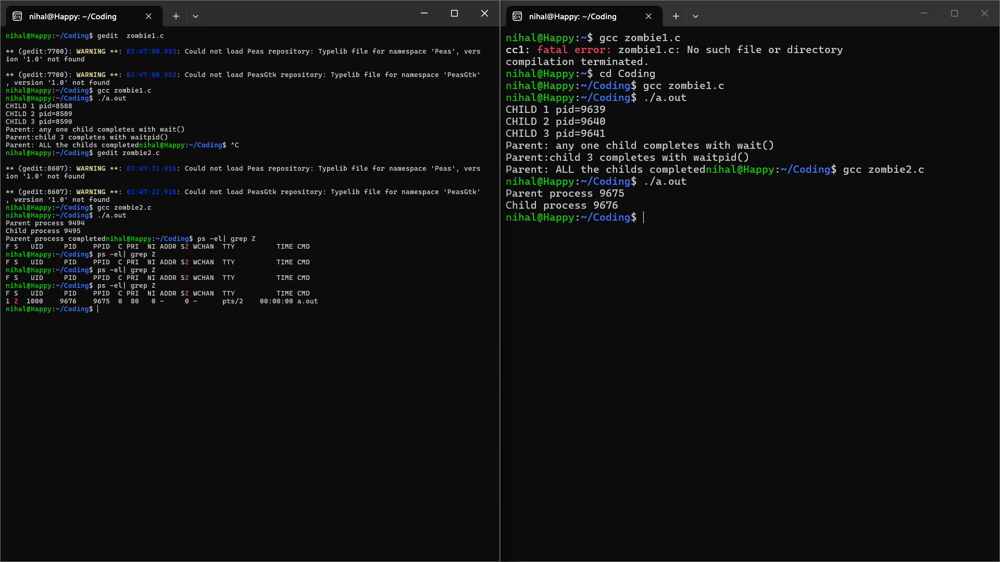 nihal@Happy: ~/Coding
nihal@Happy:~/Coding$ gedit  zombie1.c
** (gedit:7700): WARNING **: 03:47:00.953: Could not load Peas repository: Typelib file for namespace 'Peas', vers
ion '1.0' not found
** (gedit:7700): WARNING **: 03:47:00.953: Could not load PeasGtk repository: Typelib file for namespace 'PeasGtk'
, version '1.0' not found
nihal@Happy:~/Coding$ gcc zombie1.c
nihal@Happy:~/Coding$ ./a.out
CHILD 1 pid=8588
CHILD 2 pid=8589
CHILD 3 pid=8590
Parent: any one child completes with wait()
Parent:child 3 completes with waitpid()
Parent: ALL the childs completednihal@Happy:~/Coding$ ^C
nihal@Happy:~/Coding$ gedit zombie2.c
** (gedit:8607): WARNING **: 03:47:21.916: Could not load Peas repository: Typelib file for namespace 'Peas', vers
ion '1.0' not found
** (gedit:8607): WARNING **: 03:47:21.916: Could not load PeasGtk repository: Typelib file for namespace 'PeasGtk'
, version '1.0' not found
nihal@Happy:~/Coding$ gcc zombie2.c
nihal@Happy:~/Coding$ ./a.out
Parent process 9494
Child process 9495
Parent process completednihal@Happy:~/Coding$ ps -el| grep Z
F S   UID     PID    PPID  C PRI  NI ADDR SZ WCHAN  TTY          TIME CMD
nihal@Happy:~/Coding$ ps -el| grep Z
F S   UID     PID    PPID  C PRI  NI ADDR SZ WCHAN  TTY          TIME CMD
nihal@Happy:~/Coding$ ps -el| grep Z
F S   UID     PID    PPID  C PRI  NI ADDR SZ WCHAN  TTY          TIME CMD
nihal@Happy:~/Coding$ ps -el| grep Z
F S   UID     PID    PPID  C PRI  NI ADDR SZ WCHAN  TTY          TIME CMD
1 Z  1000    9676    9675  0  80   0 -     0 -      pts/2    00:00:00 a.out
nihal@Happy:~/Coding$
nihal@Happy: ~/Coding
nihal@Happy:~$ gcc zombie1.c
cc1: fatal error: zombie1.c: No such file or directory
compilation terminated.
nihal@Happy:~$ cd Coding
nihal@Happy:~/Coding$ gcc zombie1.c
nihal@Happy:~/Coding$ ./a.out
CHILD 1 pid=9639
CHILD 2 pid=9640
CHILD 3 pid=9641
Parent: any one child completes with wait()
Parent:child 3 completes with waitpid()
Parent: ALL the childs completednihal@Happy:~/Coding$ gcc zombie2.c
nihal@Happy:~/Coding$ ./a.out
Parent process 9675
Child process 9676
nihal@Happy:~/Coding$